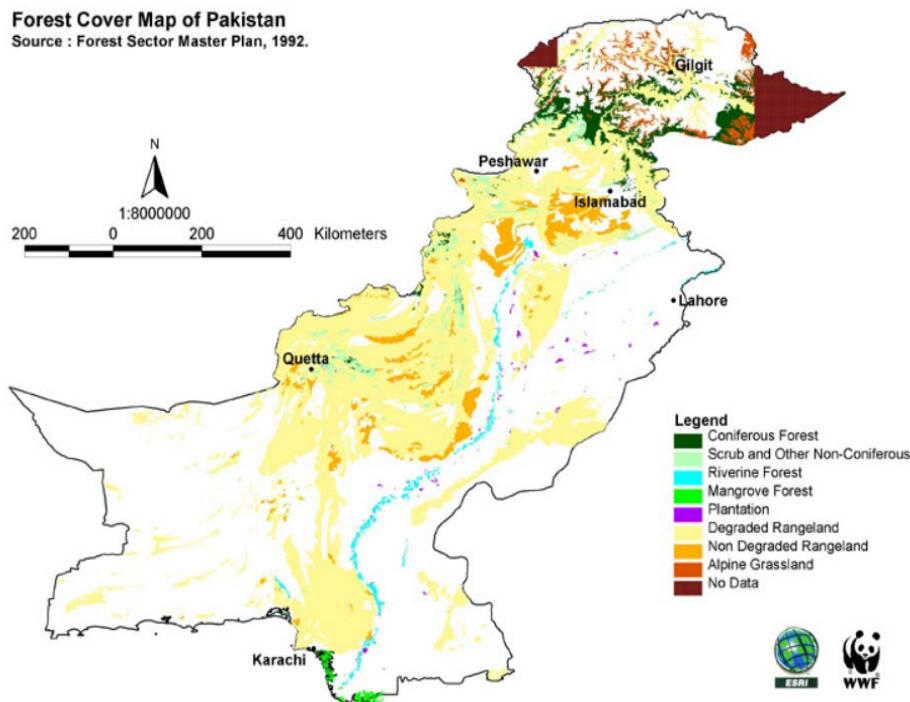 Forest Cover Map of Pakistan
Source : Forest Sector Master Plan, 1992.
N
1:8000000
200 0 200 400 Kilometers
Gilgit
Peshawar
Islamabad
Lahore
Quetta
Karachi
Legend
Coniferous Forest
Scrub and Other Non-Coniferous
Riverine Forest
Mangrove Forest
Plantation
Degraded Rangeland
Non Degraded Rangeland
Alpine Grassland
No Data
ESRI
WWF